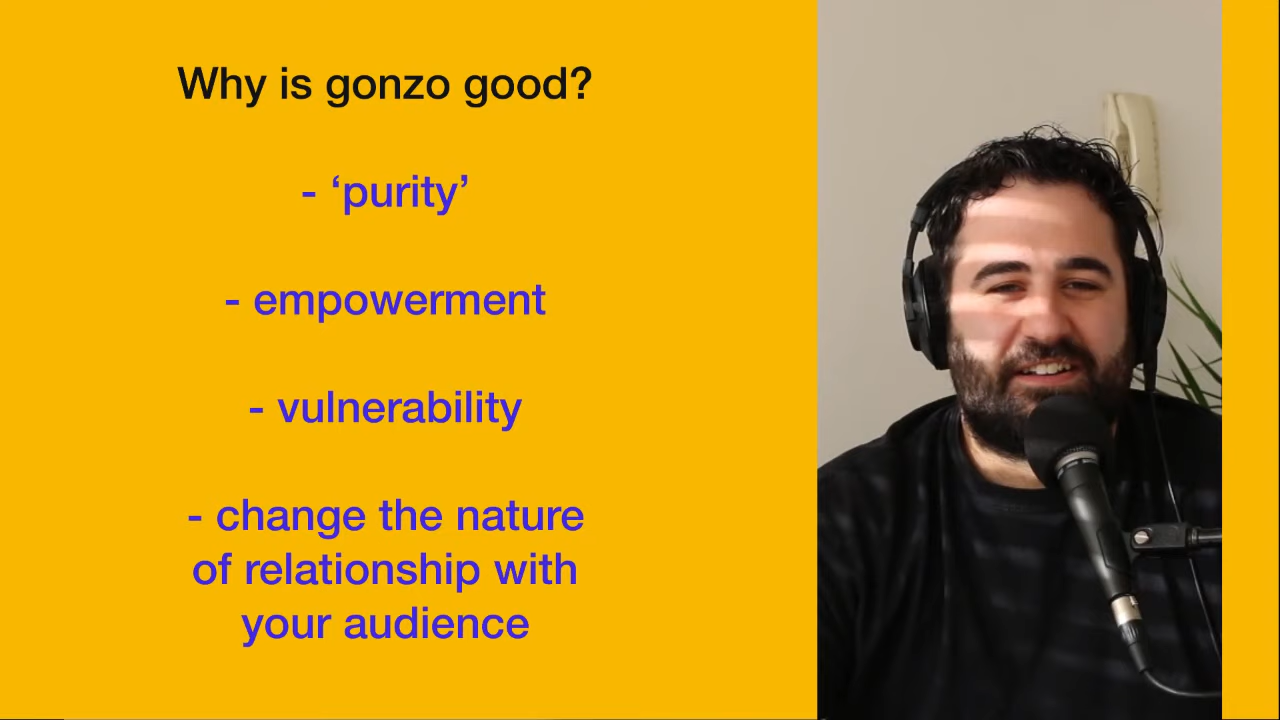 Why is gonzo good?
- ‘purity’
- empowerment
- vulnerability
- change the nature
of relationship with
your audience